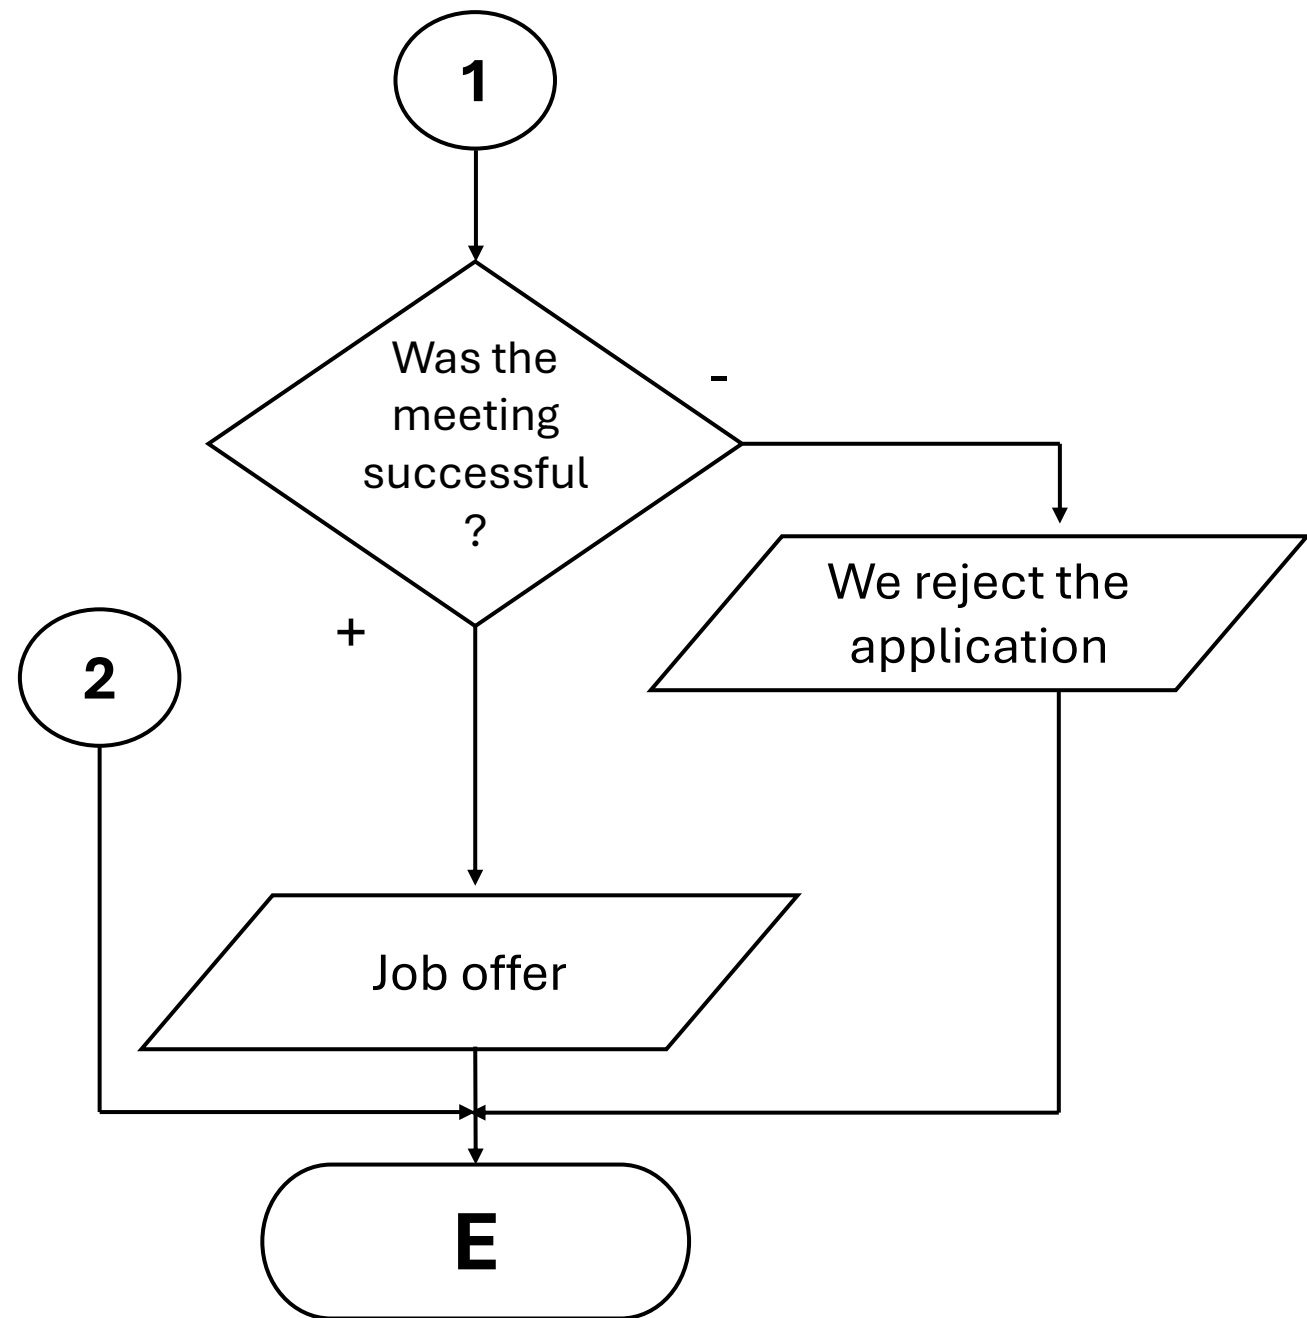 1
Was the
meeting
successful
?
-
We reject the
application
+
2
Job offer
E